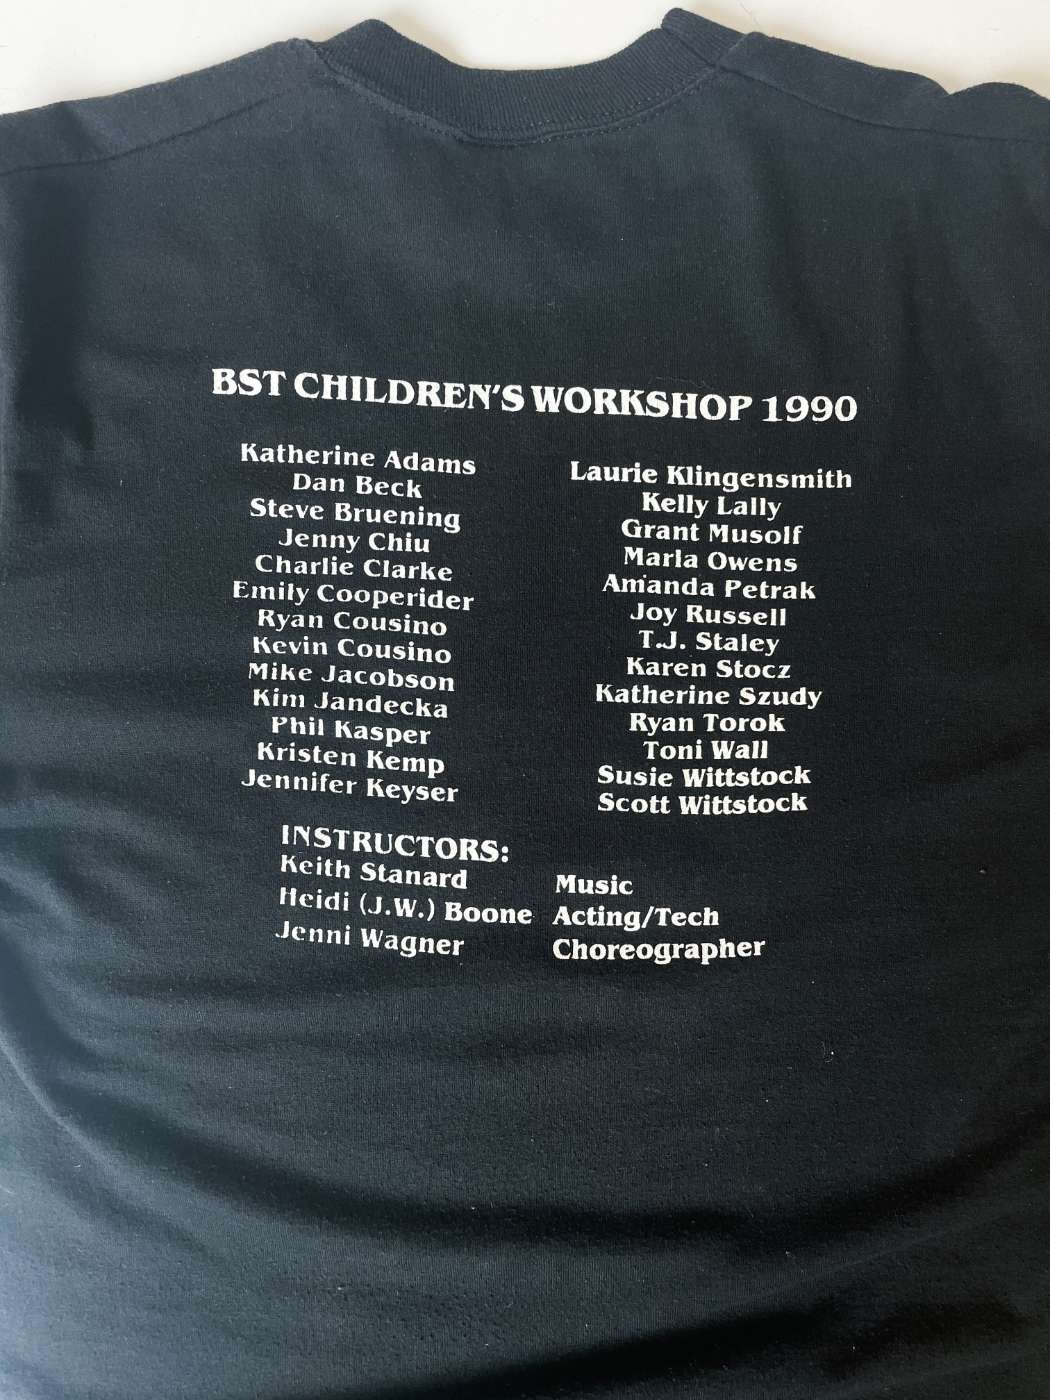 BST CHILDREN'S WORKSHOP 1990
Katherine Adams
Dan Beck
Steve Bruening
Jenny Chiu
Charlie Clarke
Emily Cooperider
Ryan Cousino
Kevin Cousino
Mike Jacobson
Kim Jandecka
Phil Kasper
Kristen Kemp
Jennifer Keyser
Laurie Klingensmith
Kelly Lally
Grant Musolf
Marla Owens
Amanda Petrak
Joy Russell
T.J. Staley
Karen Stocz
Katherine Szudy
Ryan Torok
Toni Wall
Susie Wittstock
Scott Wittstock
INSTRUCTORS:
Keith Stanard Music
Heidi (J.W.) Boone Acting/Tech
Jenni Wagner Choreographer